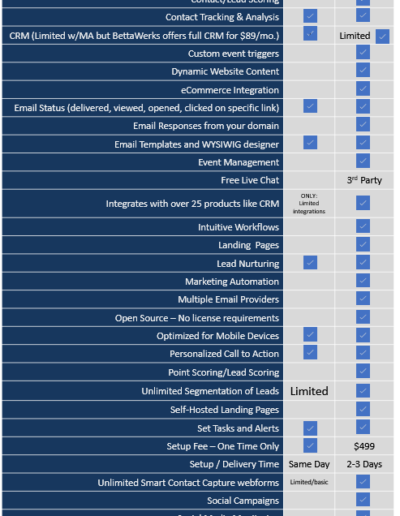 Contact/Lead Scoring
Contact Tracking & Analysis
CRM (Limited w/MA but BettaWerks offers full CRM for $89/mo.) Limited
Custom event triggers
Dynamic Website Content
eCommerce Integration
Email Status (delivered, viewed, opened, clicked on specific link)
Email Responses from your domain
Email Templates and WYSIWIG designer
Event Management
Free Live Chat 3rd Party
Integrates with over 25 products like CRM ONLY:
Limited
integrations
Intuitive Workflows
Landing Pages
Lead Nurturing
Marketing Automation
Multiple Email Providers
Open Source – No license requirements
Optimized for Mobile Devices
Personalized Call to Action
Point Scoring/Lead Scoring
Unlimited Segmentation of Leads Limited
Self-Hosted Landing Pages
Set Tasks and Alerts
Setup Fee – One Time Only $499
Setup / Delivery Time Same Day 2-3 Days
Unlimited Smart Contact Capture webforms Limited/basic
Social Campaigns